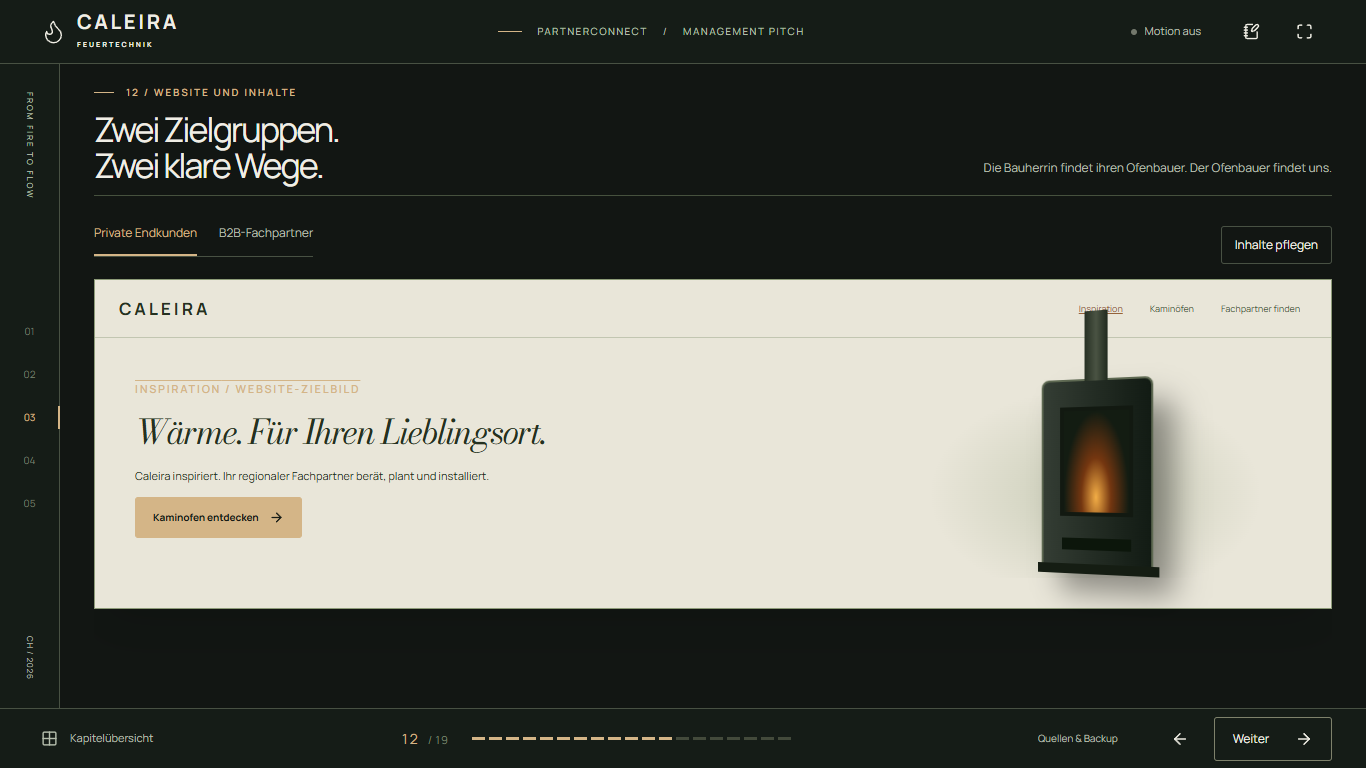 CALEIRA
FEUERTECHNIK
PARTNERCONNECT / MANAGEMENT PITCH
Motion aus
FROM FIRE TO FLOW
01
02
03
04
05
CH / 2026
12 / WEBSITE UND INHALTE
Zwei Zielgruppen.
Zwei klare Wege.
Die Bauherrin findet ihren Ofenbauer. Der Ofenbauer findet uns.
Private Endkunden
B2B-Fachpartner
Inhalte pflegen
CALEIRA
Inspiration
Kaminöfen
Fachpartner finden
INSPIRATION / WEBSITE-ZIELBILD
Wärme. Für Ihren Lieblingsort.
Caleira inspiriert. Ihr regionaler Fachpartner berät, plant und installiert.
Kaminofen entdecken
Kapitelübersicht
12 / 19
Quellen & Backup
Weiter